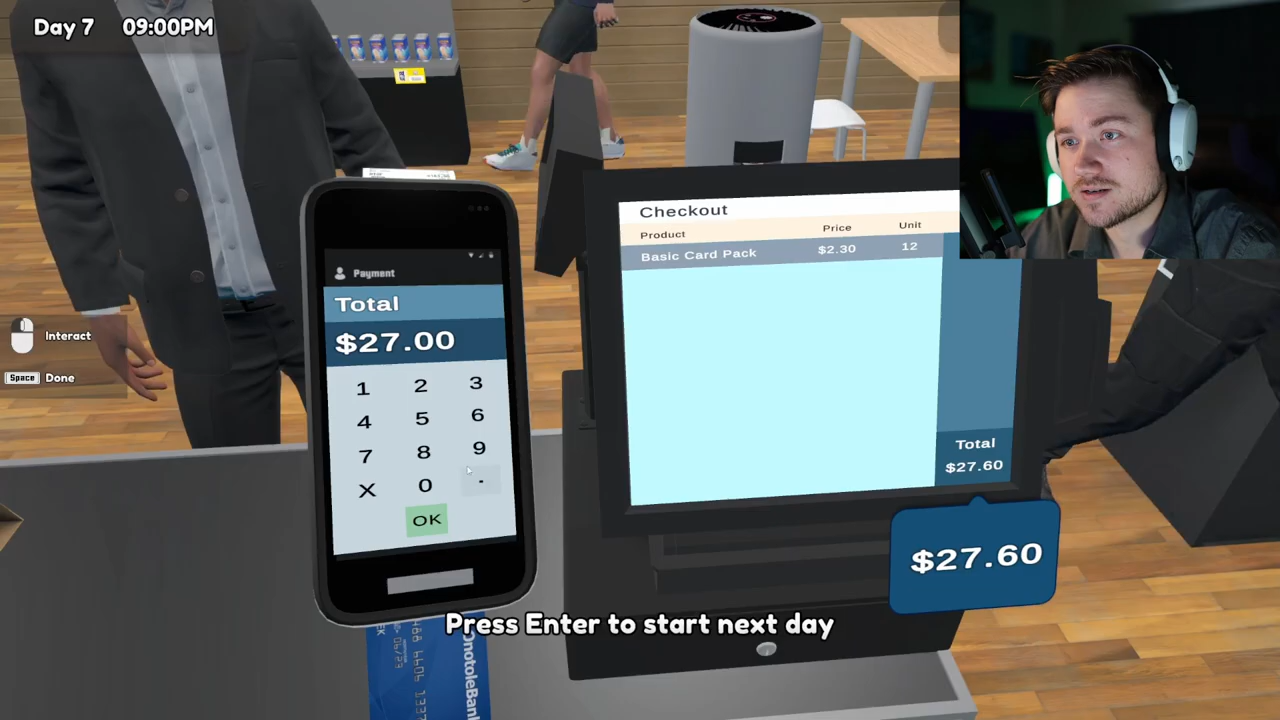 Day 7 09:00PM
Interact
Space Done
Payment
Total
$27.00
1 2 3
4 5 6
7 8 9
X 0 .
OK
Checkout
Product Price Unit
Basic Card Pack $2.30 12
Total
$27.60
$27.60
Press Enter to start next day
OnotoleBank